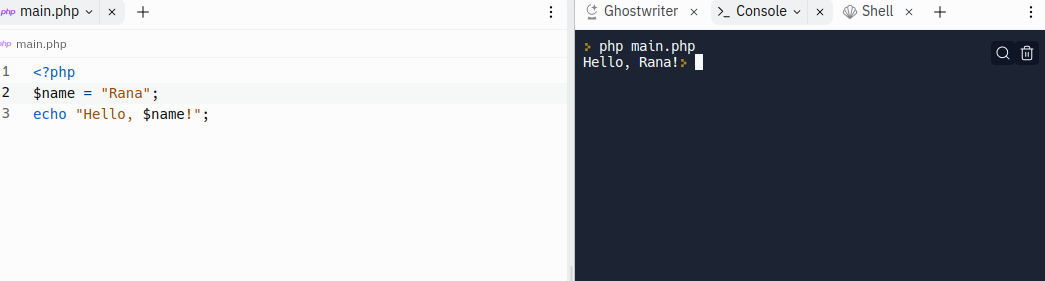 php main.php
php main.php
1 <?php
2 $name = "Rana";
3 echo "Hello, $name!";
Ghostwriter
Console
Shell
php main.php
Hello, Rana!